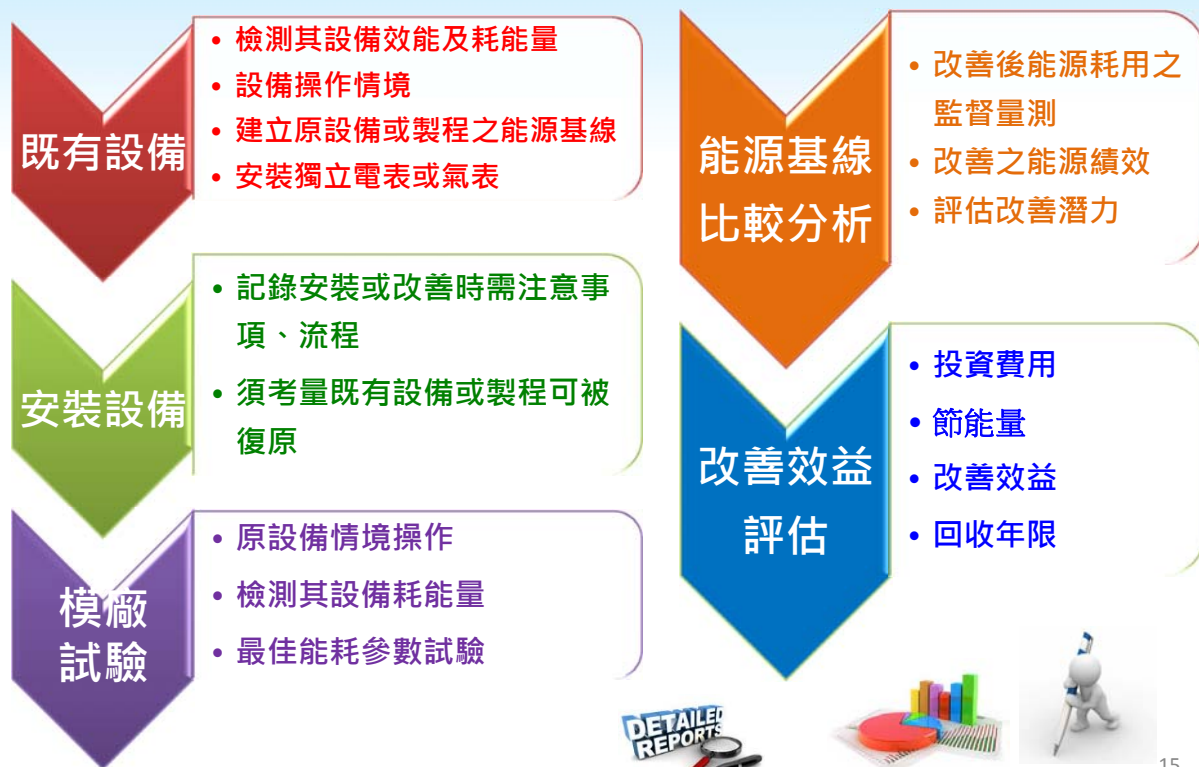 既有設備
• 檢測其設備效能及耗能量
• 設備操作情境
• 建立原設備或製程之能源基線
• 安裝獨立電表或氣表
安裝設備
• 記錄安裝或改善時需注意事
項、流程
• 須考量既有設備或製程可被
復原
模廠
試驗
• 原設備情境操作
• 檢測其設備耗能量
• 最佳能耗參數試驗
能源基線
比較分析
• 改善後能源耗用之
監督量測
• 改善之能源績效
• 評估改善潛力
改善效益
評估
• 投資費用
• 節能量
• 改善效益
• 回收年限
DETAILED
REPORTS
15